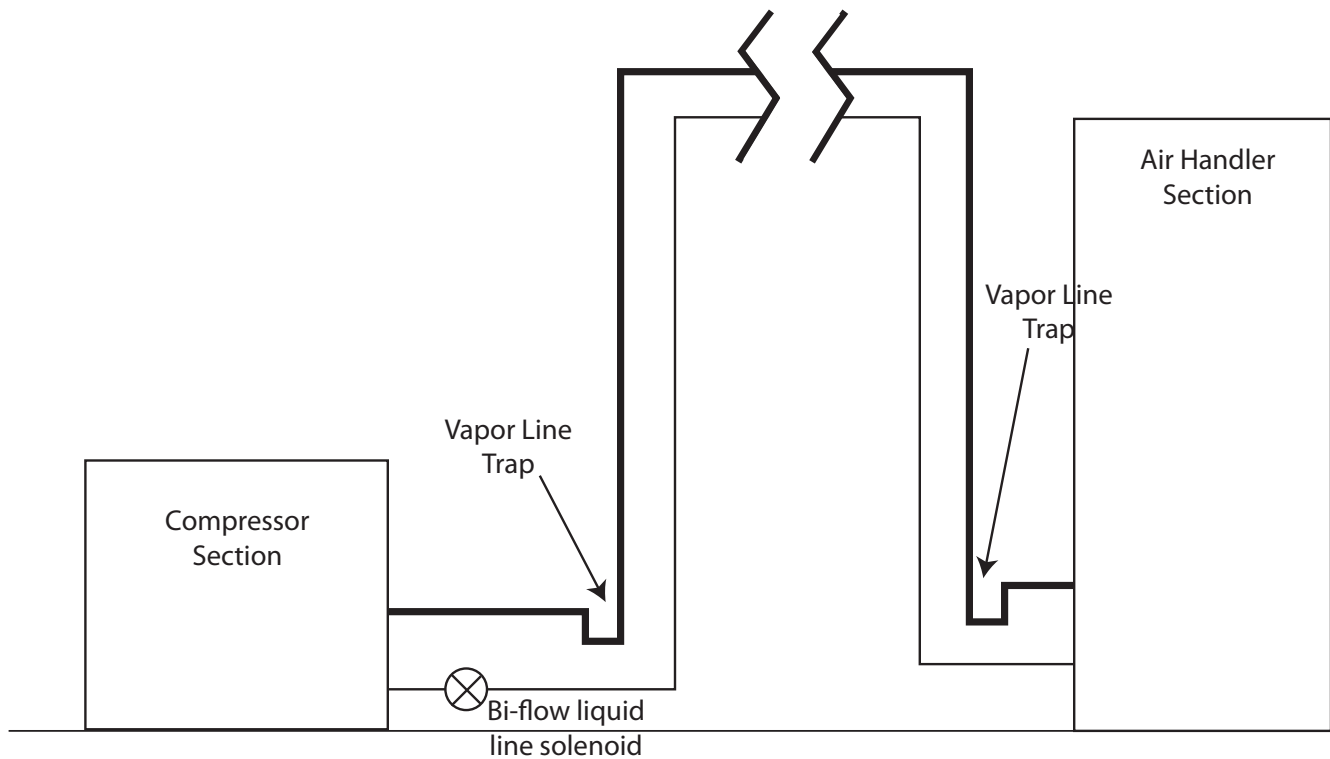 Air Handler
Section
Vapor Line
Trap
Vapor Line
Trap
Compressor
Section
Bi-flow liquid
line solenoid